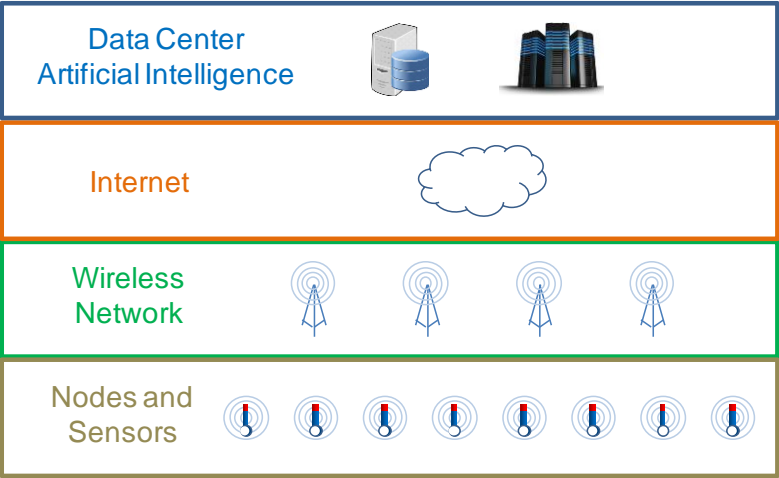 Data Center
Artificial Intelligence
Internet
Wireless
Network
Nodes and
Sensors